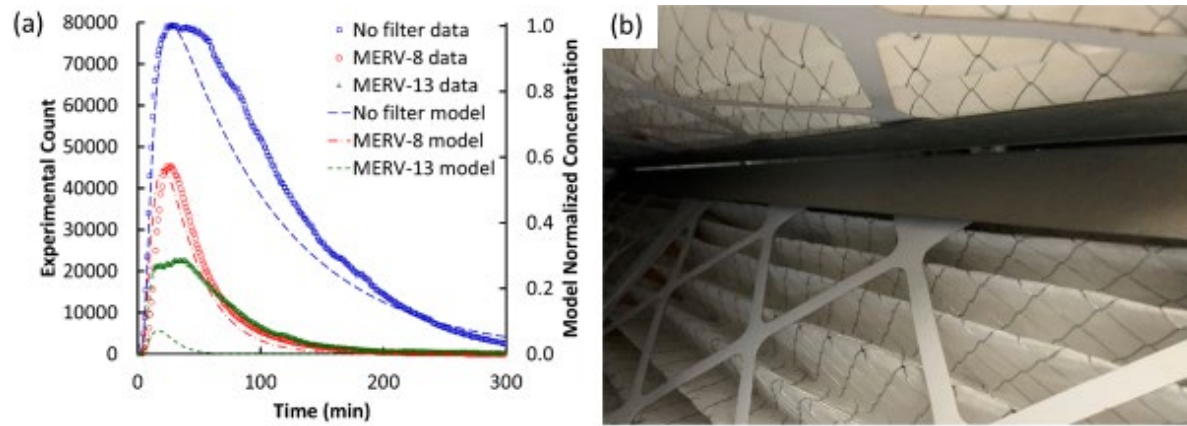 (a)
80000
70000
60000
50000
40000
30000
20000
10000
0
Experimental Count
0
100
200
300
Time (min)
1.0
0.8
0.6
0.4
0.2
0.0
Model Normalized Concentration
No filter data
MERV-8 data
MERV-13 data
No filter model
MERV-8 model
MERV-13 model
(b)